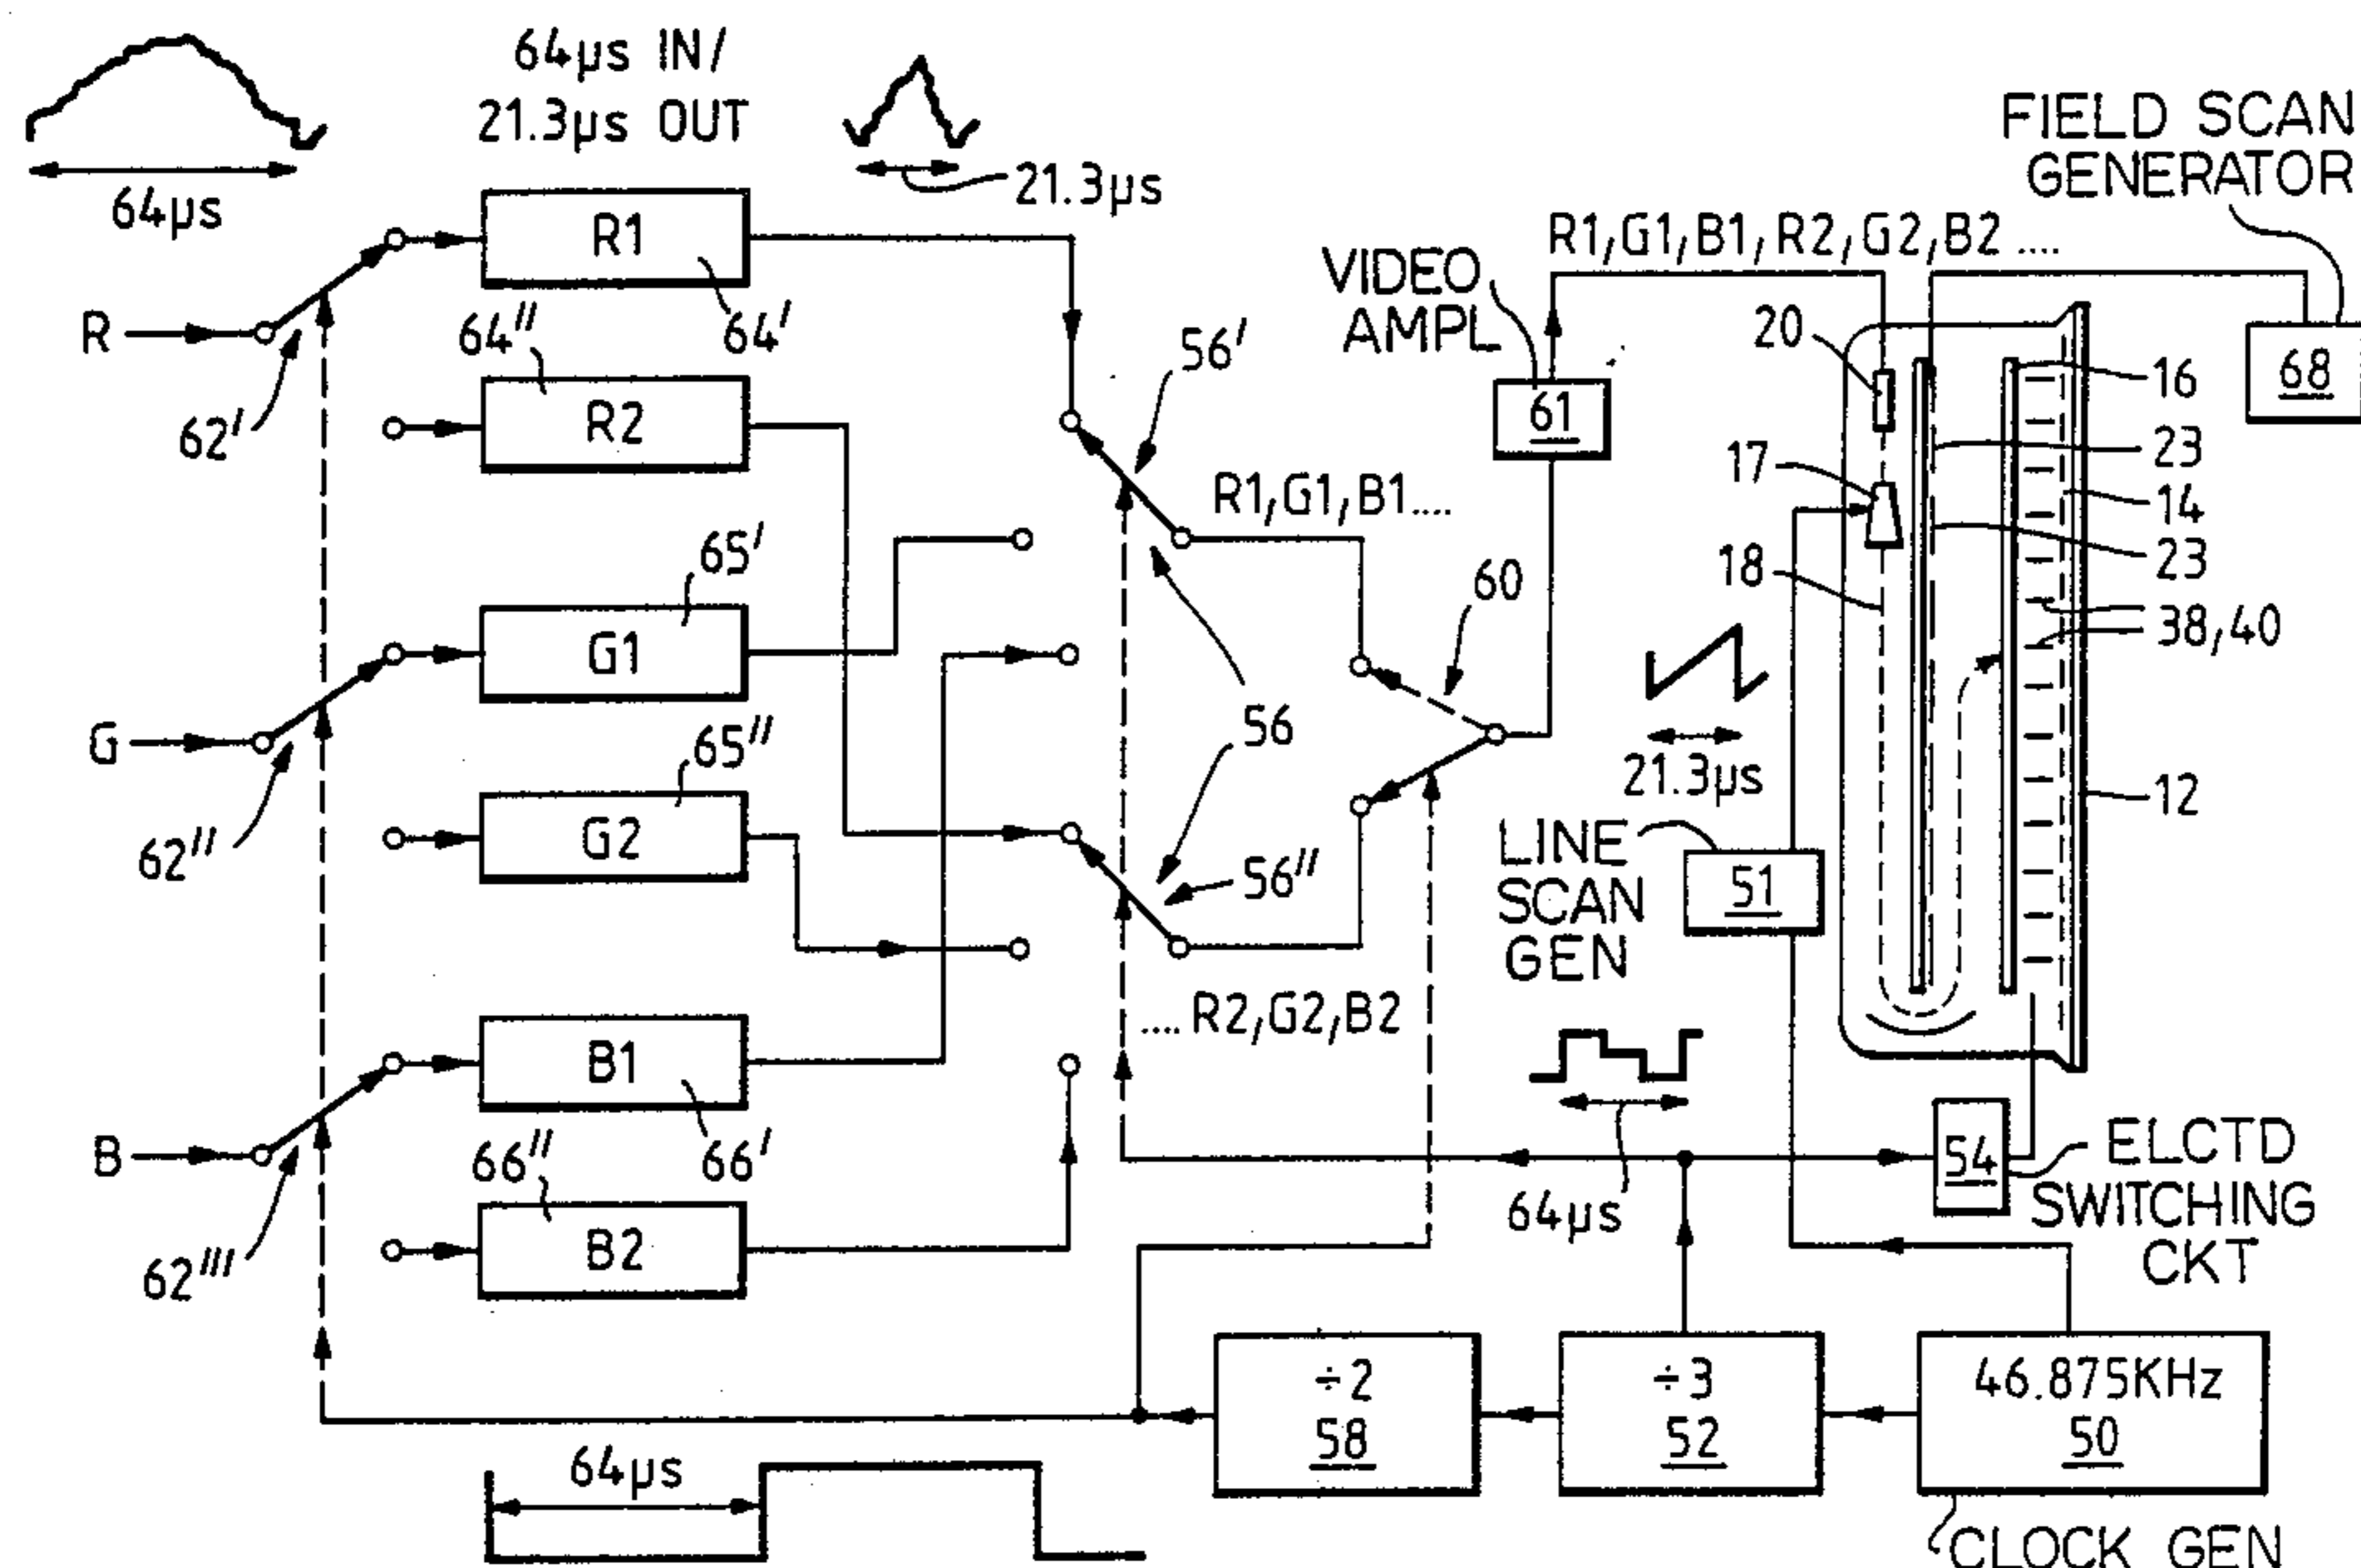 64µs IN/
21.3µs OUT
64µs
21.3µs
FIELD SCAN
GENERATOR
R1
64'
R
62'
64''
R2
56'
VIDEO
AMPL
61
R1,G1,B1,R2,G2,B2 ....
20
16
68
23
17
14
23
18
38/40
R1,G1,B1....
65'
G1
60
G
62''
65''
G2
56
56''
21.3µs
12
LINE
SCAN
GEN
51
.... R2,G2,B2
B1
66'
B
62'''
66''
B2
64µs
54
ELCTD
SWITCHING
CKT
÷2
58
÷3
52
46.875KHz
50
64µs
CLOCK GEN